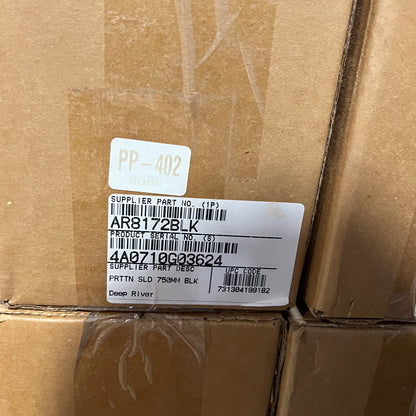 PP-402
SUPPLIER PART NO. (1P)
AR8172BLK
PRODUCT SERIAL NO. (S)
4A0710G03624
SUPPLIER PART DESC
UPC CODE
PRTTN SLD 750MM BLK
731304199182
Deep River